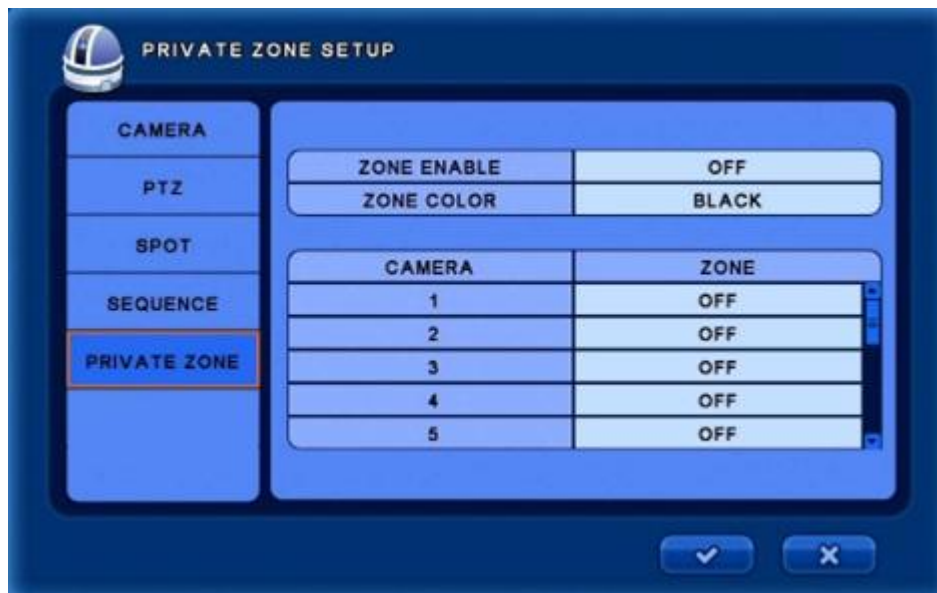 PRIVATE ZONE SETUP
CAMERA
PTZ
SPOT
SEQUENCE
PRIVATE ZONE
ZONE ENABLE OFF
ZONE COLOR BLACK
CAMERA ZONE
1 OFF
2 OFF
3 OFF
4 OFF
5 OFF